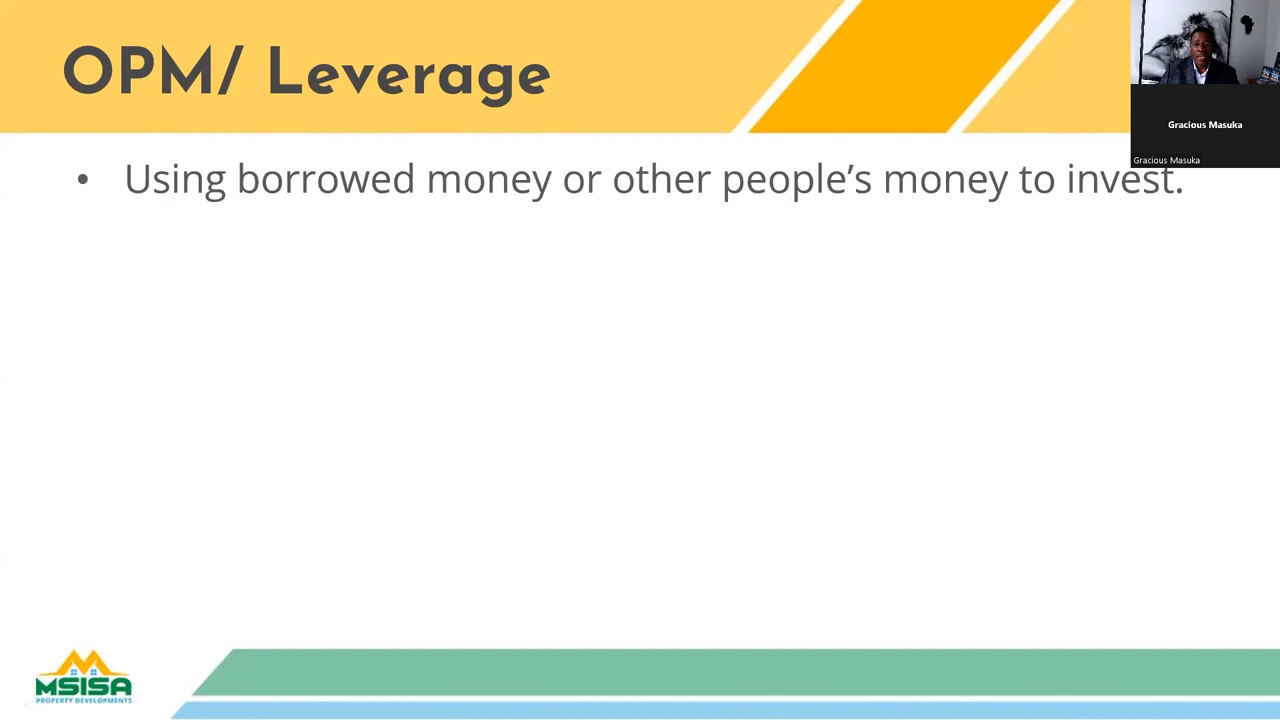 OPM/ Leverage
Gracious Masuka
Gracious Masuka
• Using borrowed money or other people’s money to invest.
MSISA
PROPERTY DEVELOPMENTS